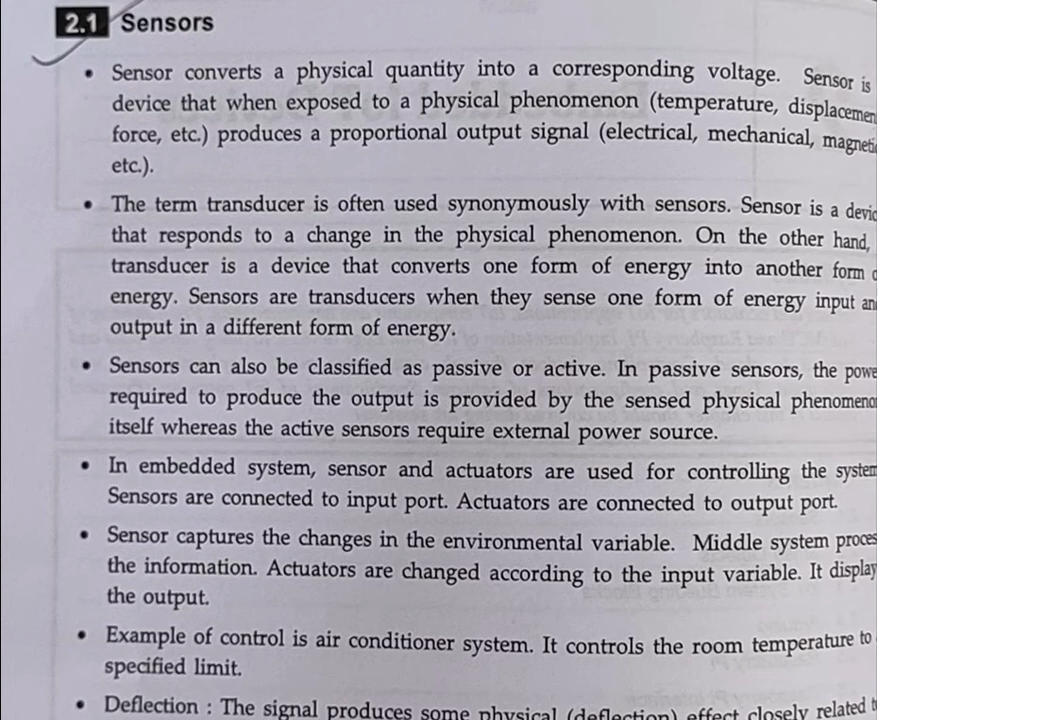 2.1 Sensors
• Sensor converts a physical quantity into a corresponding voltage. Sensor is
device that when exposed to a physical phenomenon (temperature,
force, etc.) produces a proportional output signal (electrical, mechanical,
etc.).
• The term transducer is often used synonymously with sensors. Sensor is a
that responds to a change in the physical phenomenon. On the other hand,
transducer is a device that converts one form of energy into another form
energy. Sensors are transducers when they sense one form of energy input
output in a different form of energy.
• Sensors can also be classified as passive or active. In passive sensors, the
required to produce the output is provided by the sensed physical
itself whereas the active sensors require external power source.
• In embedded system, sensor and actuators are used for controlling the system
Sensors are connected to input port. Actuators are connected to output port.
• Sensor captures the changes in the environmental variable. Middle system
the information. Actuators are changed according to the input variable. It display
the output.
• Example of control is air conditioner system. It controls the room temperature to
specified limit.
• Deflection : The signal produces some physical (deflection) effect closely related